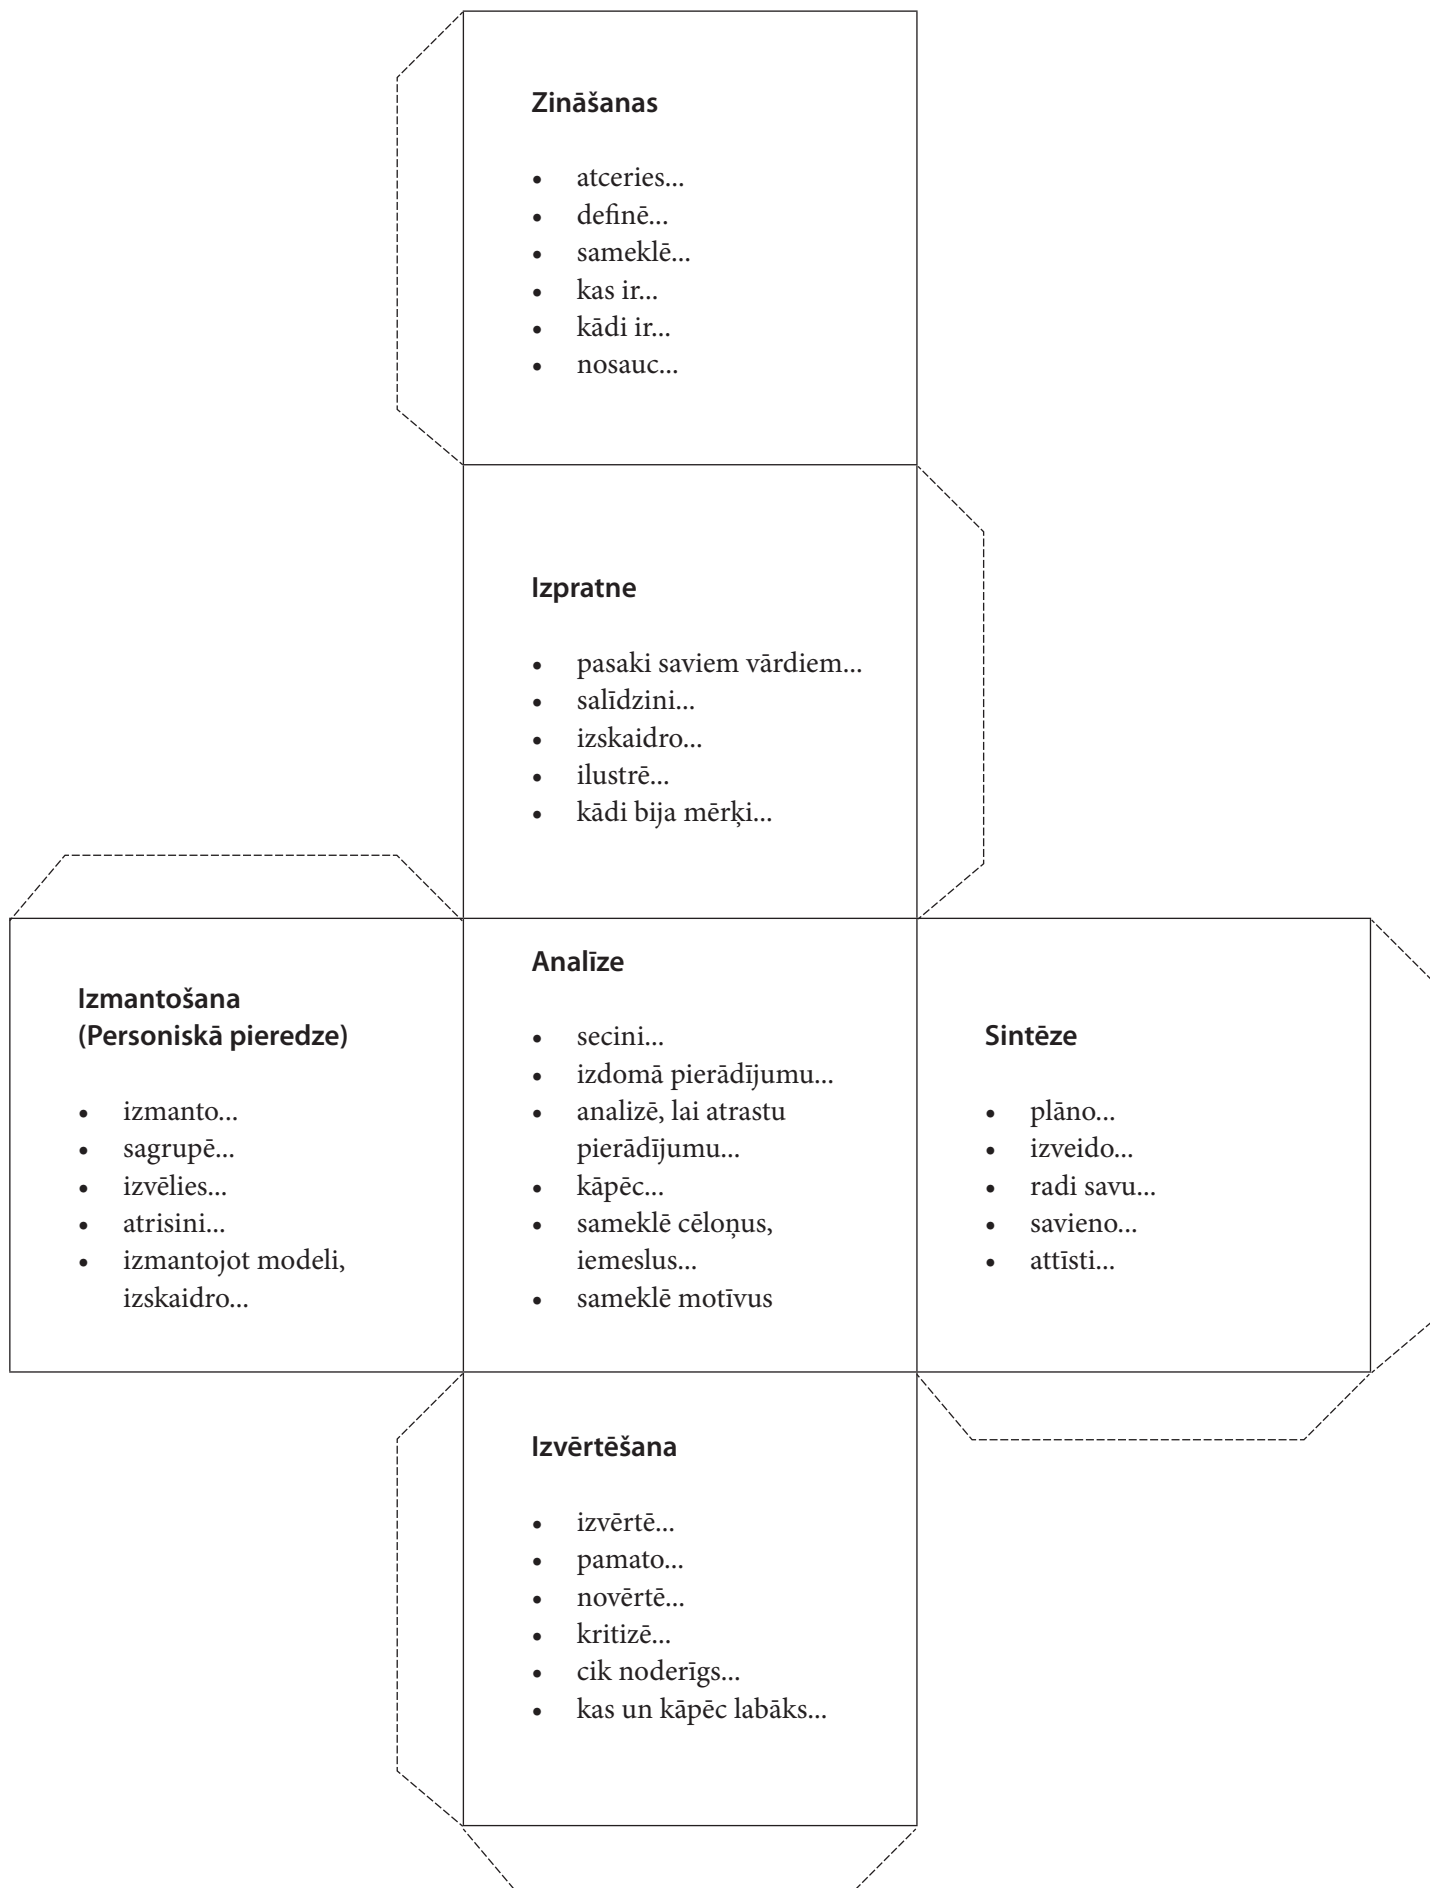 Zināšanas
• atceries...
• definē...
• sameklē...
• kas ir...
• kādi ir...
• nosauc...
Izpratne
• pasaki saviem vārdiem...
• salīdzini...
• izskaidro...
• ilustrē...
• kādi bija mērķi...
Izmantošana
(Personiskā pieredze)
• izmanto...
• sagrupē...
• izvēlies...
• atrisini...
• izmantojot modeli,
izskaidro...
Analīze
• secini...
• izdomā pierādījumu...
• analizē, lai atrastu
pierādījumu...
• kāpēc...
• sameklē cēloņus,
iemeslus...
• sameklē motīvus
Sintēze
• plāno...
• izveido...
• radi savu...
• savieno...
• attīsti...
Izvērtēšana
• izvērtē...
• pamato...
• novērtē...
• kritizē...
• cik noderīgs...
• kas un kāpēc labāks...